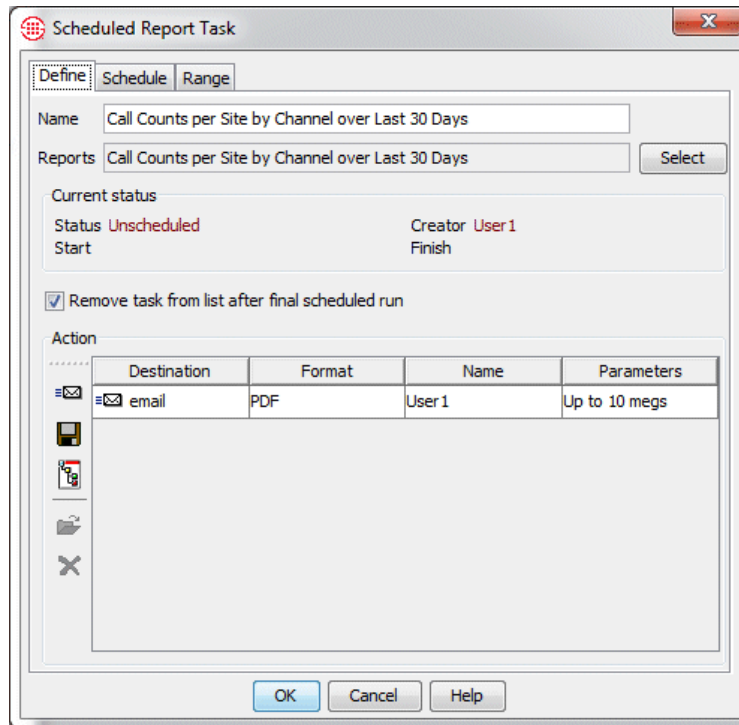 Scheduled Report Task
Define Schedule Range
Name Call Counts per Site by Channel over Last 30 Days
Reports Call Counts per Site by Channel over Last 30 Days Select
Current status
Status Unscheduled Creator User1
Start Finish
Remove task from list after final scheduled run
Action
Destination Format Name Parameters
email PDF User1 Up to 10 megs
OK Cancel Help